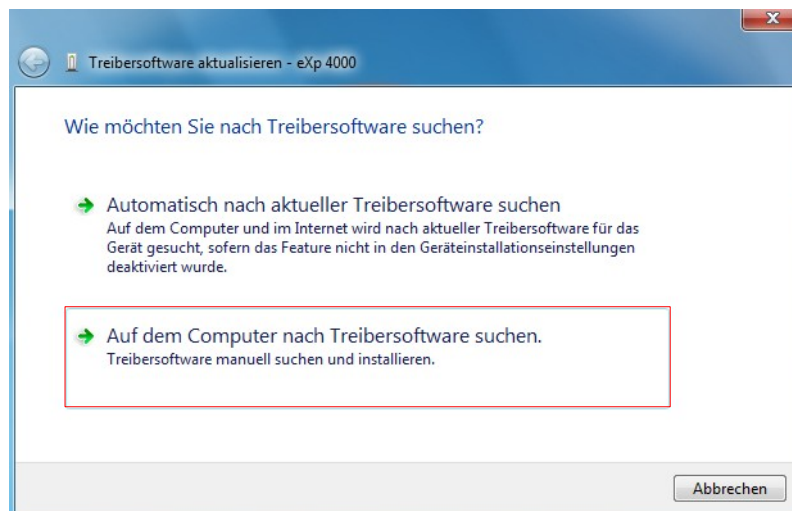 Treibersoftware aktualisieren - eXp 4000
Wie möchten Sie nach Treibersoftware suchen?
Automatisch nach aktueller Treibersoftware suchen
Auf dem Computer und im Internet wird nach aktueller Treibersoftware für das
Gerät gesucht, sofern das Feature nicht in den Geräteinstallationseinstellungen
deaktiviert wurde.
Auf dem Computer nach Treibersoftware suchen.
Treibersoftware manuell suchen und installieren.
Abbrechen